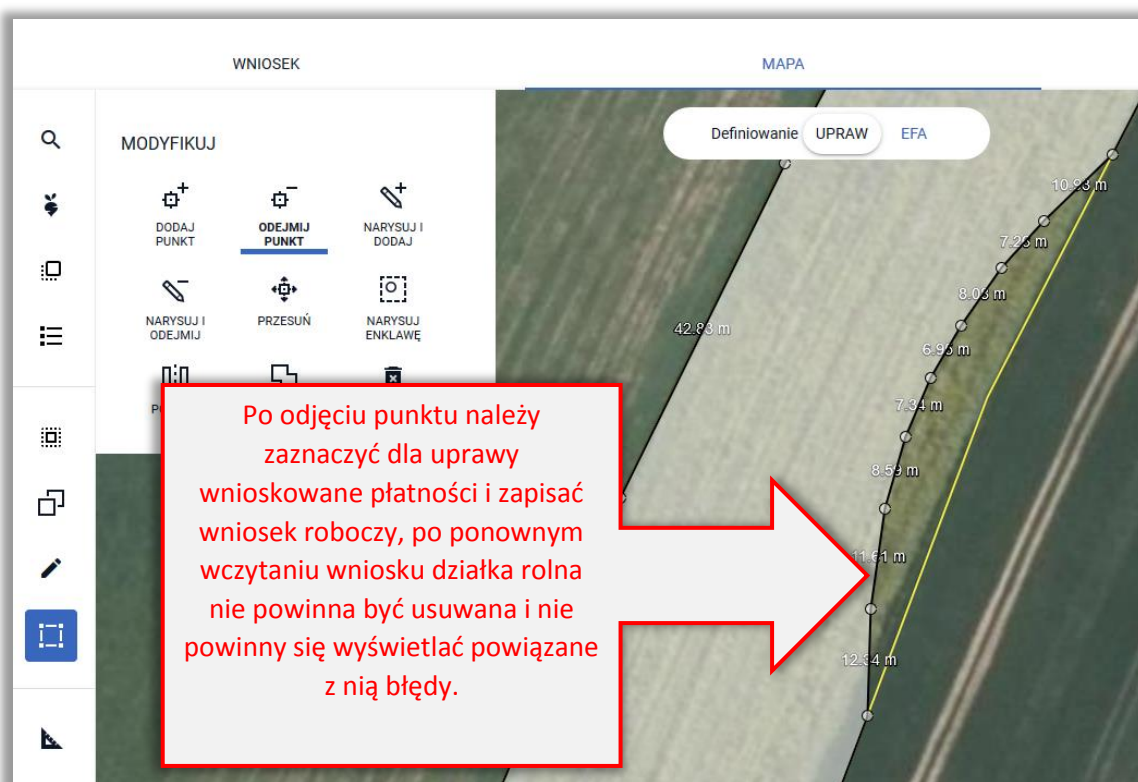 WNIOSEK
MAPA
MODYFIKUJ
Definiowanie UPRAW EFA
DODAJ
PUNKT
ODEJMIJ
PUNKT
NARYSUJ I
DODAJ
NARYSUJ I
ODEJMIJ
PRZESUŃ
NARYSUJ
ENKLAWĘ
Po odjęciu punktu należy
zaznaczyć dla uprawy
wnioskowane płatności i zapisać
wniosek roboczy, po ponownym
wczytaniu wniosku działka rolna
nie powinna być usuwana i nie
powinny się wyświetlać powiązane
z nią błędy.
10.93 m
7.26 m
8.03 m
6.95 m
42.83 m
7.34 m
8.59 m
11.61 m
12.34 m